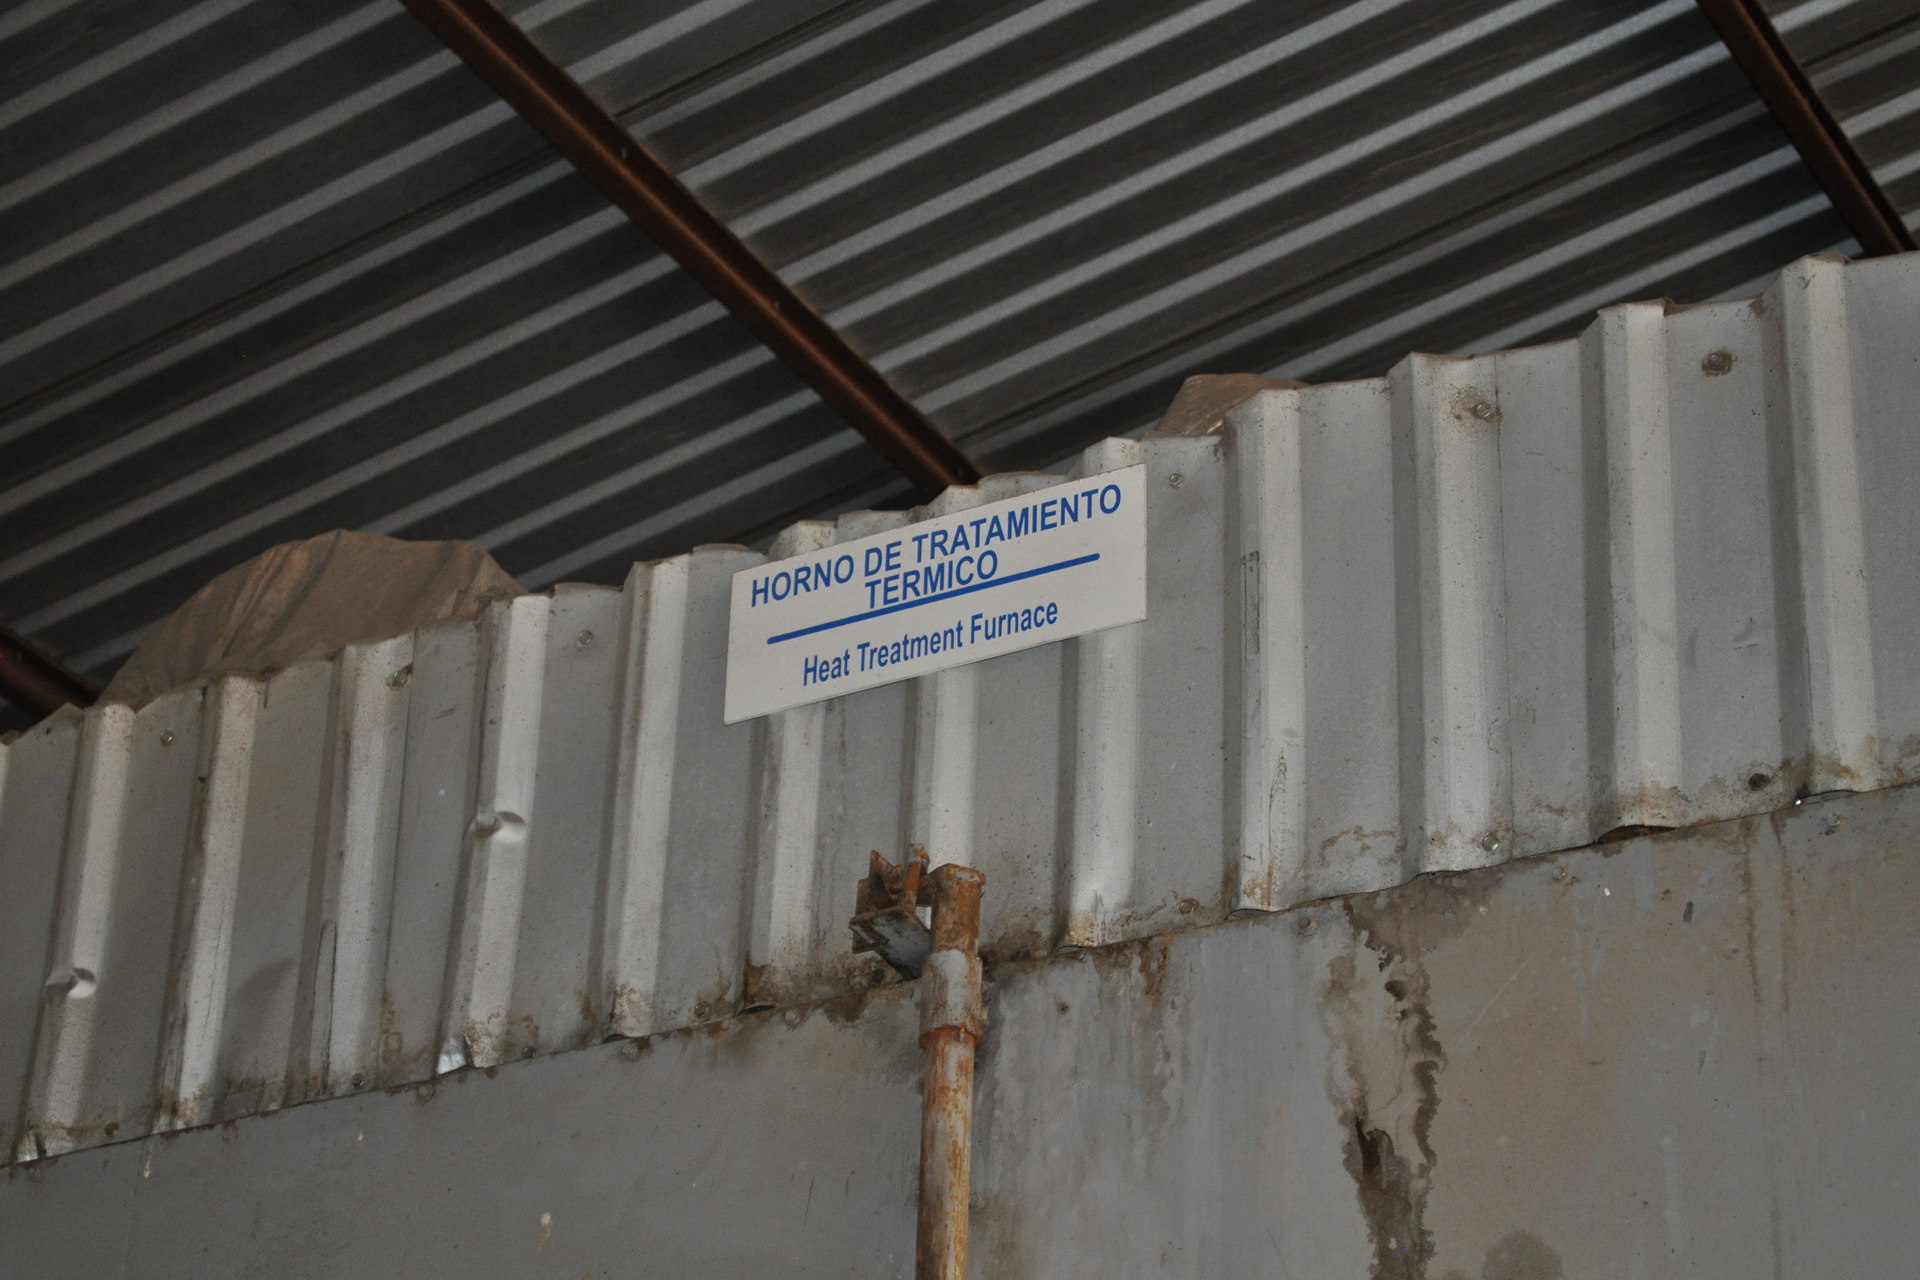 HORNO DE TRATAMIENTO
TERMICO
Heat Treatment Furnace